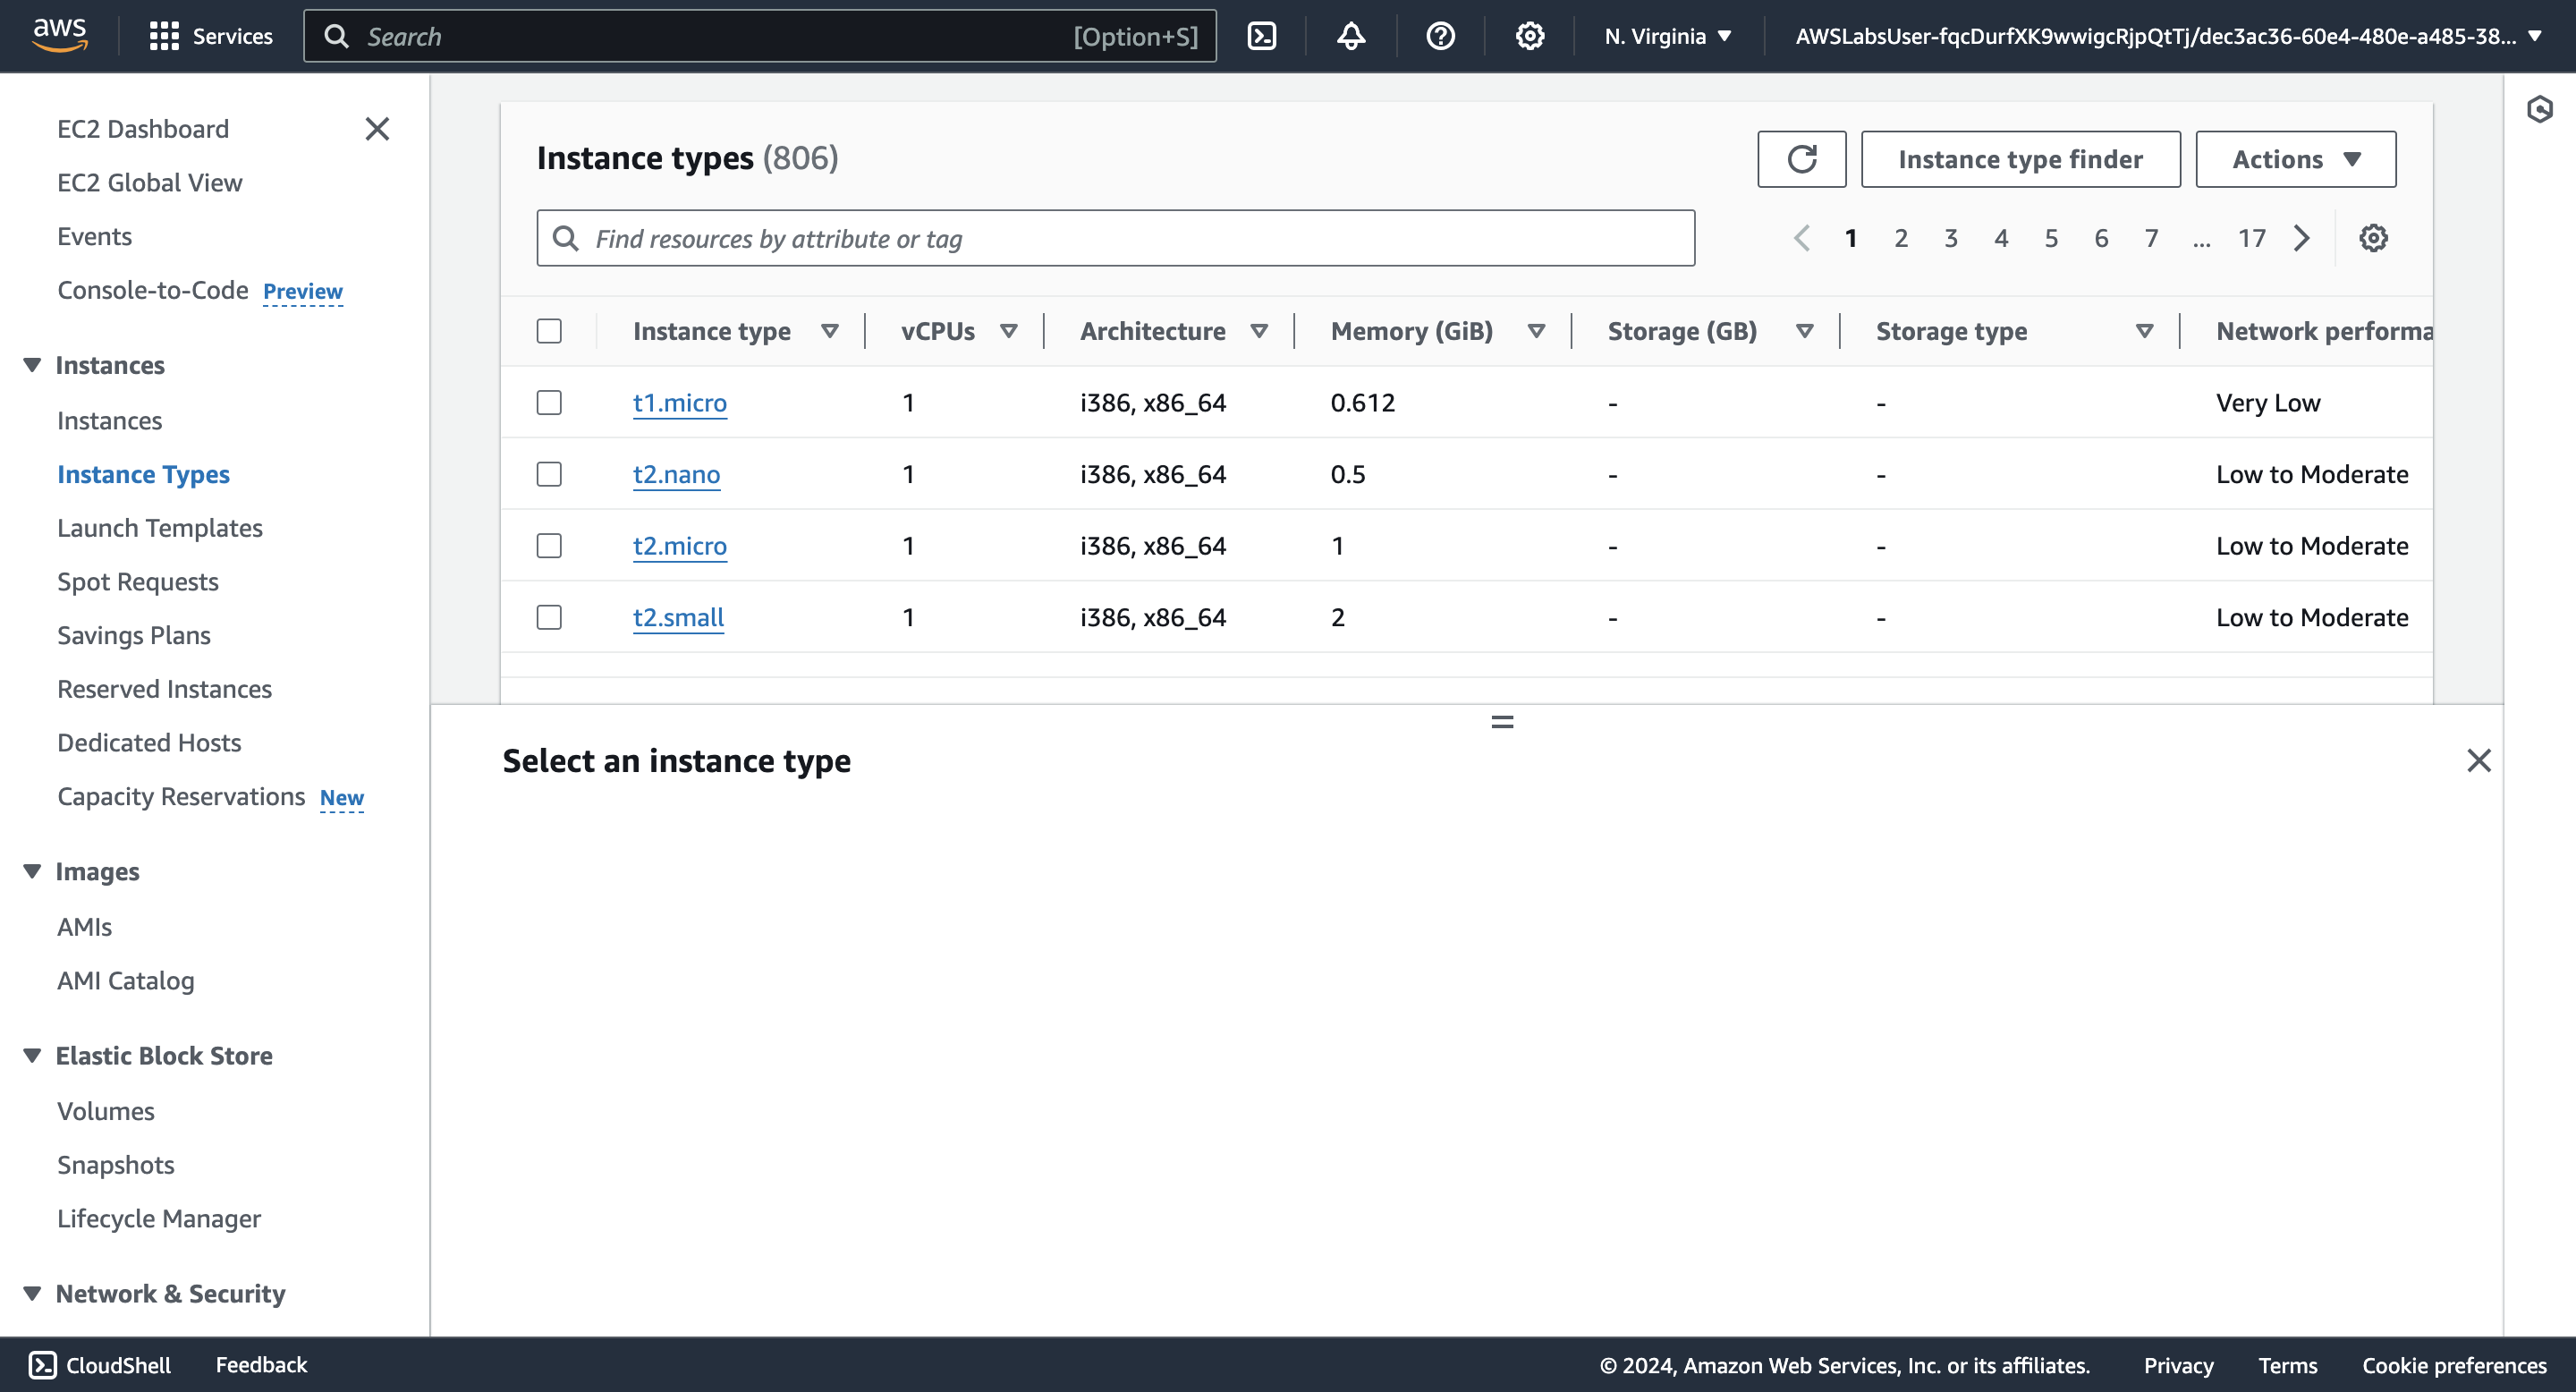 aws Services Search [Option+S] N. Virginia AWSLabsUser-fqcDurfXK9wwigcRjpQtTj/dec3ac36-60e4-480e-a485-38...
EC2 Dashboard
EC2 Global View
Events
Console-to-Code Preview
Instances
Instances
Instance Types
Launch Templates
Spot Requests
Savings Plans
Reserved Instances
Dedicated Hosts
Capacity Reservations New
Images
AMIs
AMI Catalog
Elastic Block Store
Volumes
Snapshots
Lifecycle Manager
Network & Security
Instance types (806) Instance type finder Actions
Find resources by attribute or tag 1 2 3 4 5 6 7 ... 17
Instance type vCPUs Architecture Memory (GiB) Storage (GB) Storage type Network performa
t1.micro 1 i386, x86_64 0.612 - - Very Low
t2.nano 1 i386, x86_64 0.5 - - Low to Moderate
t2.micro 1 i386, x86_64 1 - - Low to Moderate
t2.small 1 i386, x86_64 2 - - Low to Moderate
Select an instance type
CloudShell Feedback © 2024, Amazon Web Services, Inc. or its affiliates. Privacy Terms Cookie preferences